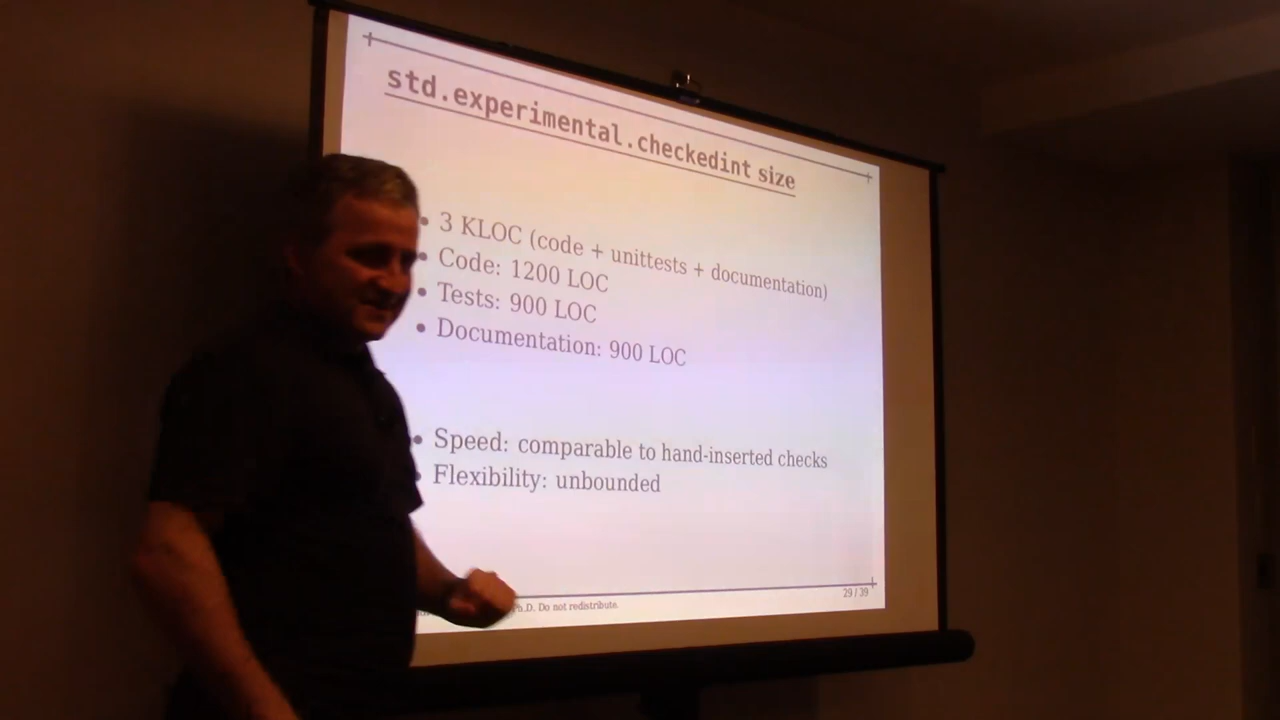 std.experimental.checkedint size
• 3 KLOC (code + unittests + documentation)
• Code: 1200 LOC
• Tests: 900 LOC
• Documentation: 900 LOC
• Speed: comparable to hand-inserted checks
• Flexibility: unbounded
Ph.D. Do not redistribute.
29 / 39